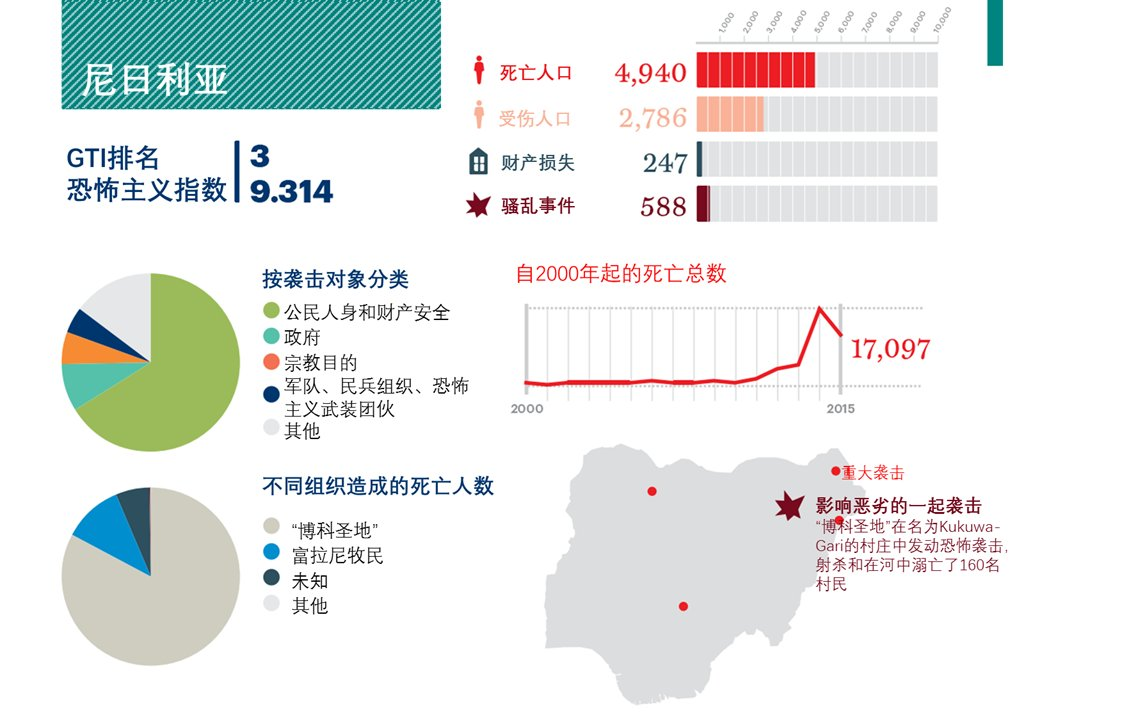 尼日利亚
GTI排名
3
恐怖主义指数
9.314
1,000
2,000
3,000
4,000
5,000
6,000
7,000
8,000
9,000
10,000
死亡人口
4,940
受伤人口
2,786
财产损失
247
骚乱事件
588
按袭击对象分类
公民人身和财产安全
政府
宗教目的
军队、民兵组织、恐怖
主义武装团伙
其他
自2000年起的死亡总数
17,097
2000
2015
不同组织造成的死亡人数
“博科圣地”
富拉尼牧民
未知
其他
重大袭击
影响恶劣的一起袭击
“博科圣地”在名为Kukuwa-
Gari的村庄中发动恐怖袭击,
射杀和在河中溺亡了160名
村民